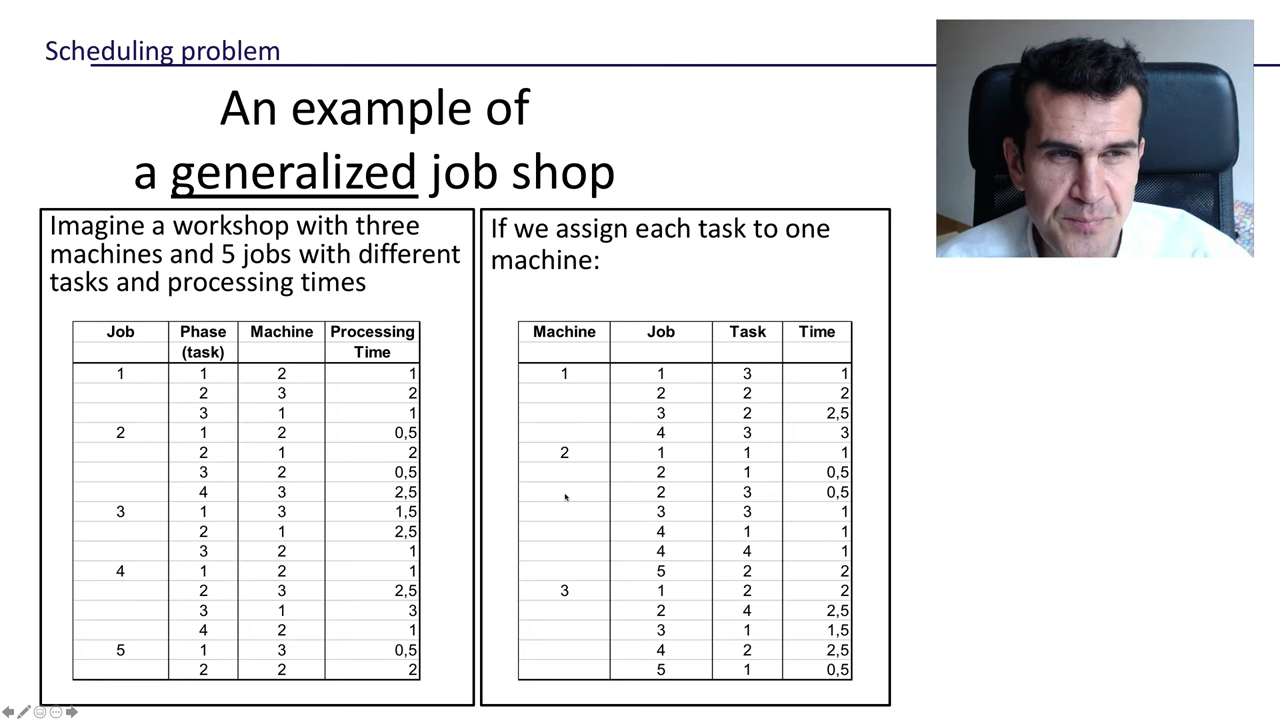 Scheduling problem
An example of
a generalized job shop
Imagine a workshop with three
machines and 5 jobs with different
tasks and processing times
Job Phase Machine Processing
(task) Time
1 1 2 1
2 3 2
3 1 1
2 1 2 0,5
2 1 2
3 2 0,5
4 3 2,5
3 1 3 1,5
2 1 2,5
3 2 1
4 1 2 1
2 3 2,5
3 1 3
4 2 1
5 1 3 0,5
2 2 2
If we assign each task to one
machine:
Machine Job Task Time
1 1 3 1
2 2 2
3 2 2,5
4 3 3
2 1 1 1
2 1 0,5
2 3 0,5
3 3 1
4 1 1
4 4 1
5 2 2
3 1 2 2
2 4 2,5
3 1 1,5
4 2 2,5
5 1 0,5